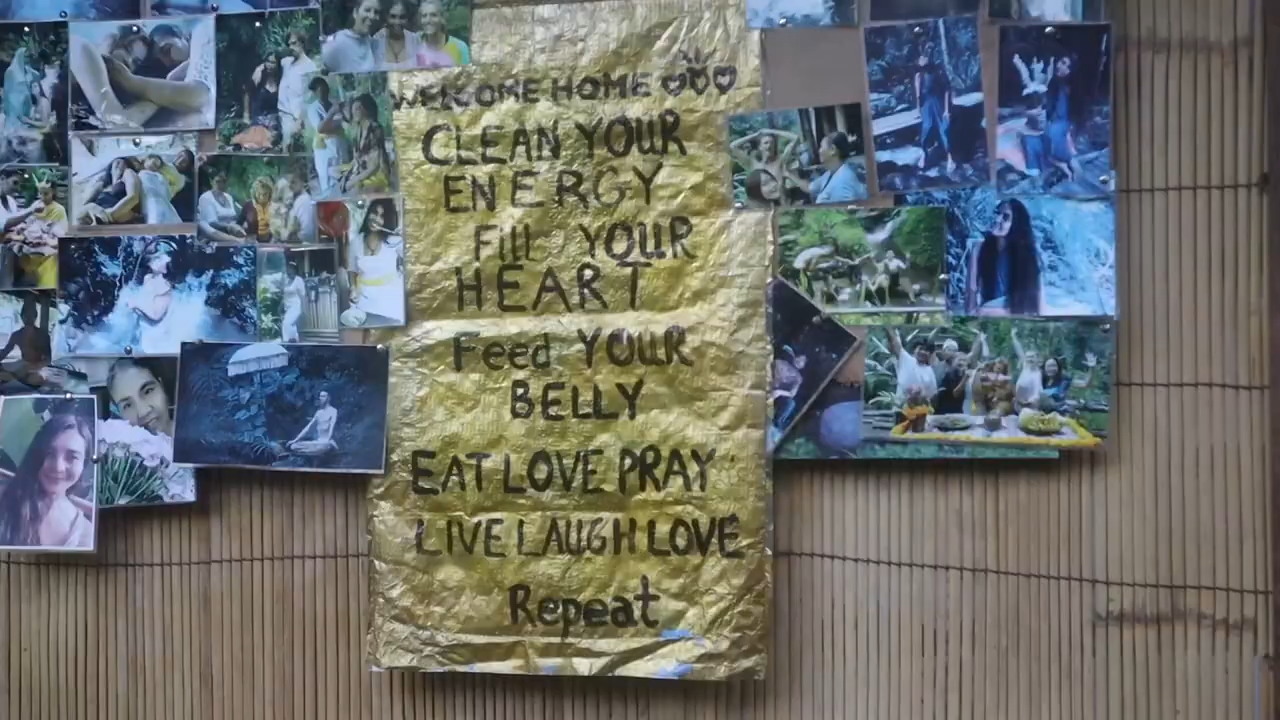 WELCOME HOME
CLEAN YOUR
ENERGY
Fill YOUR
HEART
Feed YOUR
BELLY
EAT LOVE PRAY
LIVE LAUGH LOVE
Repeat